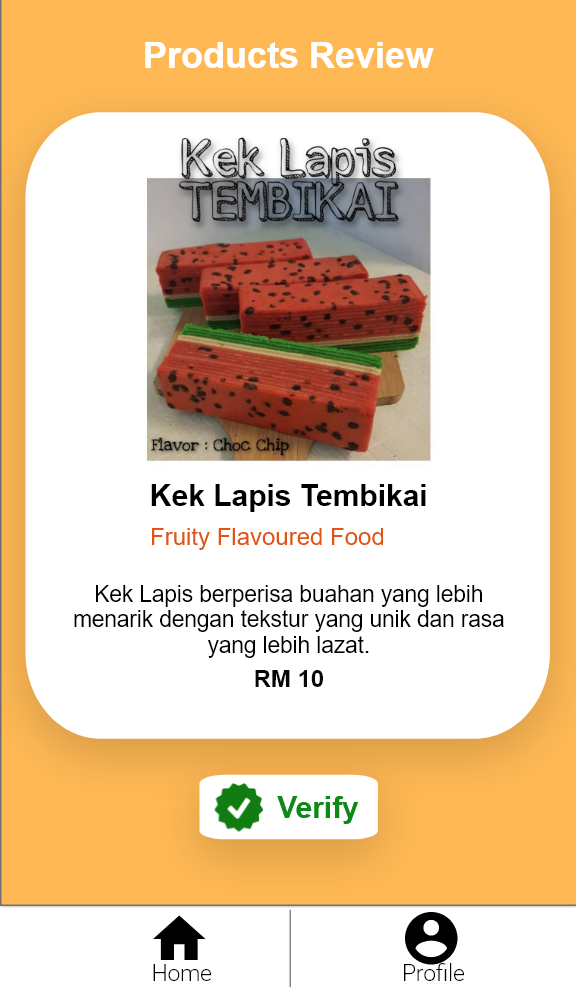 Products Review
Kek Lapis
TEMBIKAI
Flavor : Choc Chip
Kek Lapis Tembikai
Fruity Flavoured Food
Kek Lapis berperisa buahan yang lebih
menarik dengan tekstur yang unik dan rasa
yang lebih lazat.
RM 10
Verify
Home
Profile